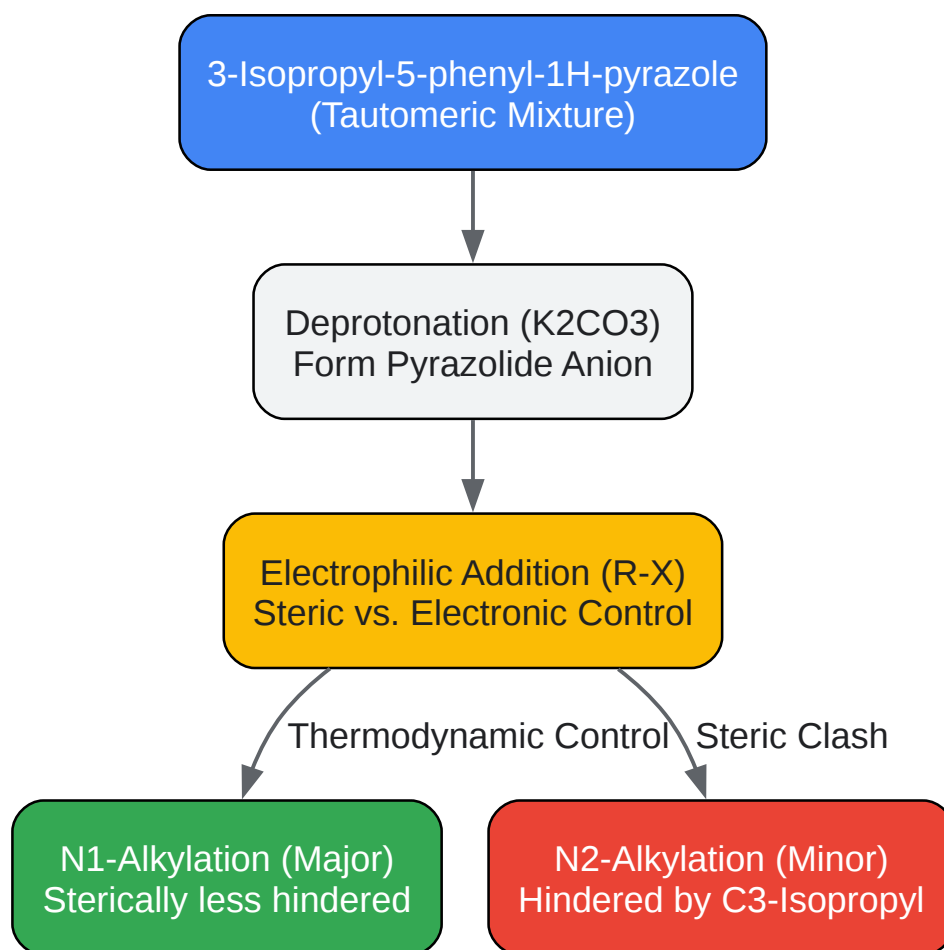 3-Isopropyl-5-phenyl-1H-pyrazole
(Tautomeric Mixture)
Deprotonation (K2CO3)
Form Pyrazolide Anion
Electrophilic Addition (R-X)
Steric vs. Electronic Control
Thermodynamic Control
Steric Clash
N1-Alkylation (Major)
Sterically less hindered
N2-Alkylation (Minor)
Hindered by C3-Isopropyl